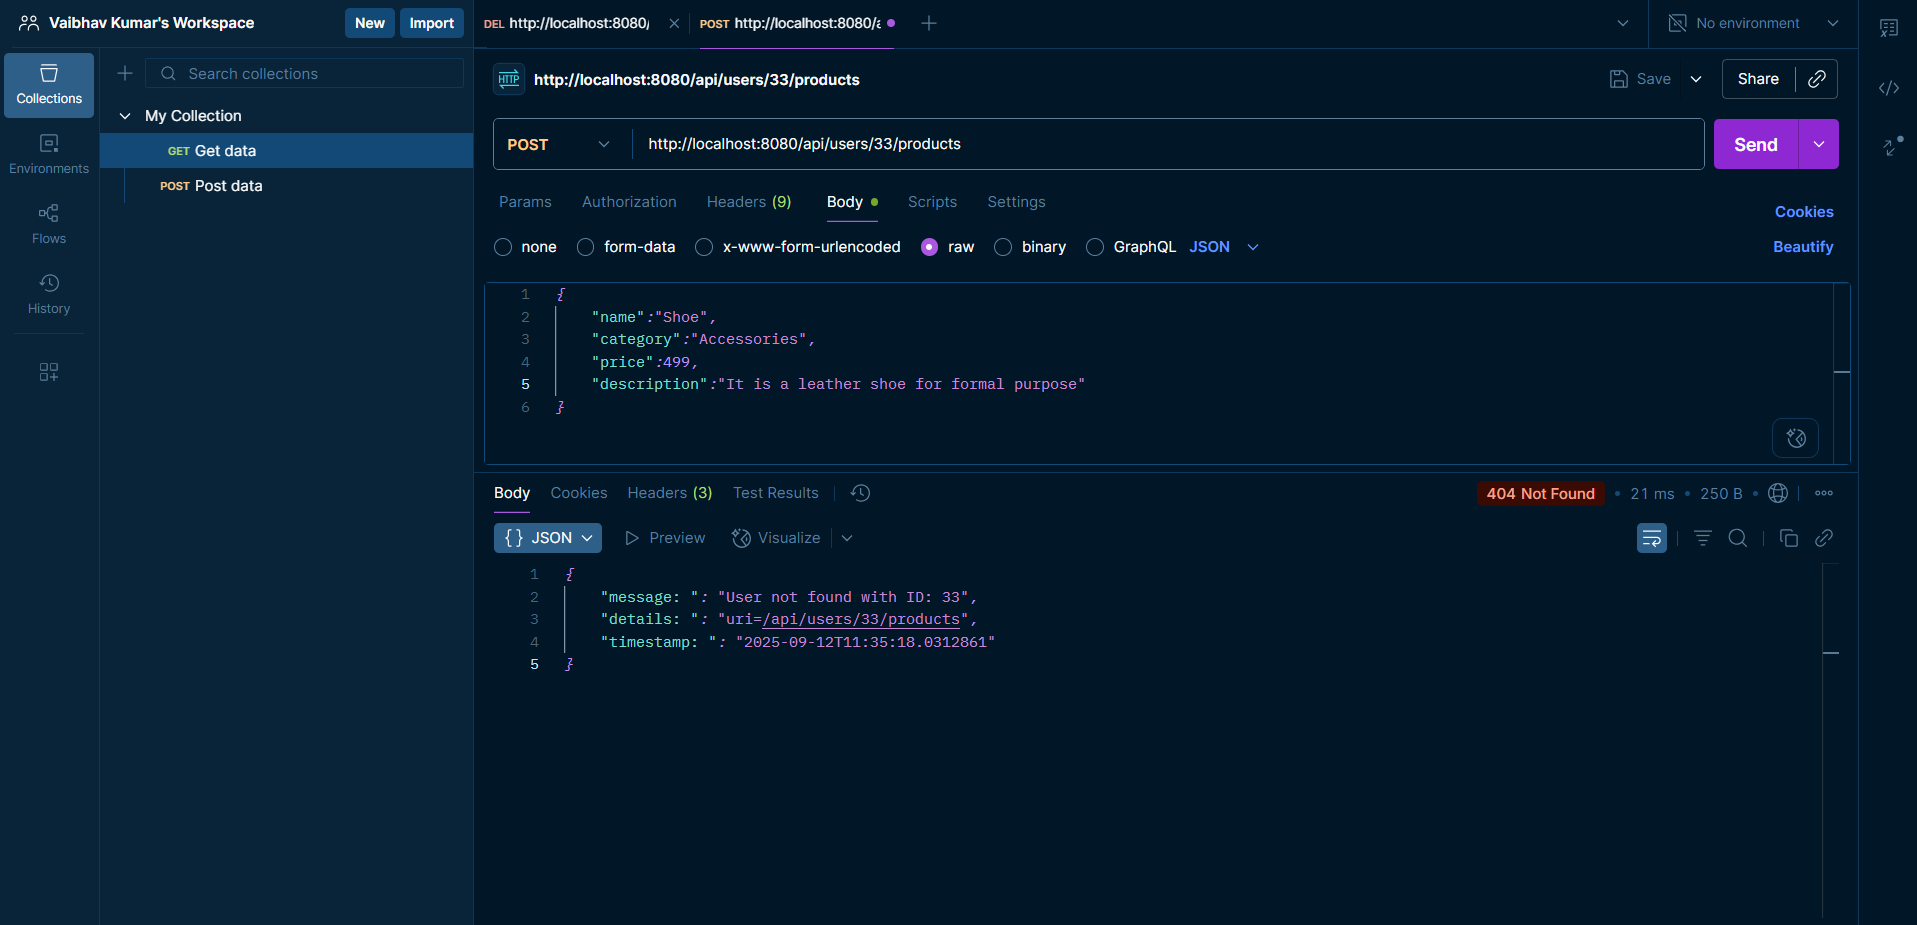 Vaibhav Kumar's Workspace
New
Import
DEL http://localhost:8080/
POST http://localhost:8080/a
No environment
Collections
Environments
Flows
History
Search collections
My Collection
GET Get data
POST Post data
HTTP
http://localhost:8080/api/users/33/products
Save
Share
POST
http://localhost:8080/api/users/33/products
Send
Params Authorization Headers (9) Body Scripts Settings
Cookies
none form-data x-www-form-urlencoded raw binary GraphQL JSON
Beautify
1 {
2 "name":"Shoe",
3 "category":"Accessories",
4 "price":499,
5 "description":"It is a leather shoe for formal purpose"
6 }
Body Cookies Headers (3) Test Results
404 Not Found • 21 ms • 250 B •
{} JSON Preview Visualize
1 {
2 "message: ": "User not found with ID: 33",
3 "details: ": "uri=/api/users/33/products",
4 "timestamp: ": "2025-09-12T11:35:18.0312861"
5 }